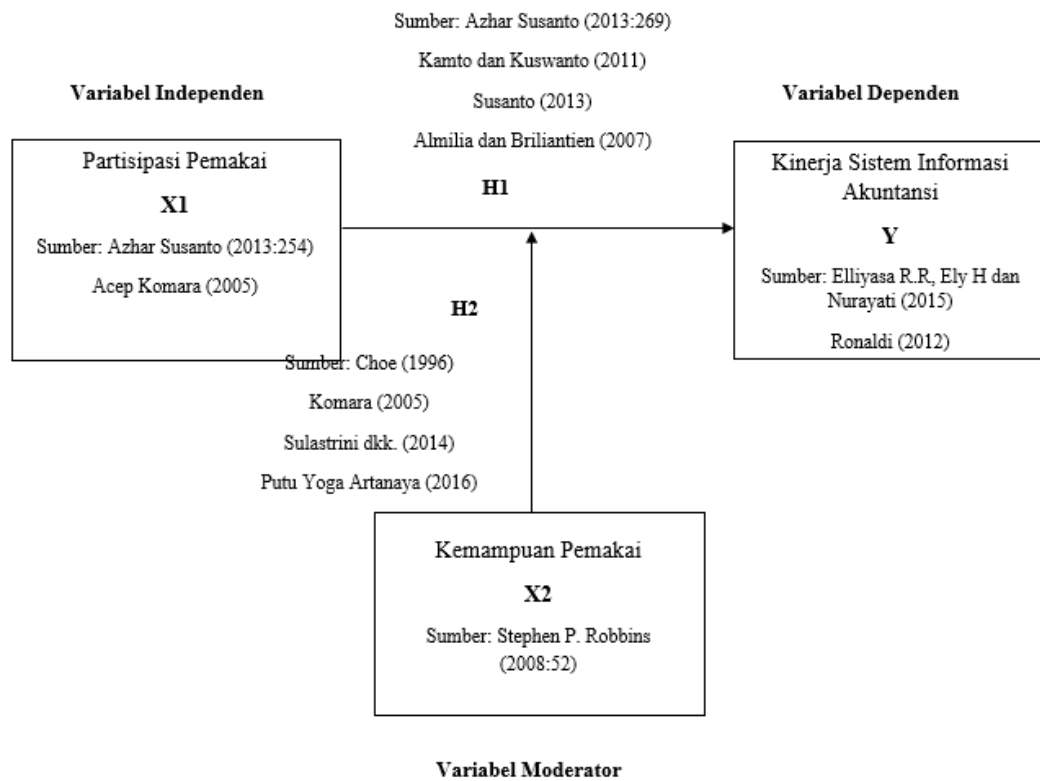 Sumber: Azhar Susanto (2013:269)
Kamto dan Kuswanto (2011)
Susanto (2013)
Almilia dan Briliantien (2007)
Variabel Independen
Variabel Dependen
Partisipasi Pemakai
X1
Sumber: Azhar Susanto (2013:254)
Acep Komara (2005)
H1
Kinerja Sistem Informasi
Akuntansi
Y
Sumber: Elliyasa R.R, Ely H dan
Nurayati (2015)
Ronaldi (2012)
H2
Sumber: Choe (1996)
Komara (2005)
Sulastrini dkk. (2014)
Putu Yoga Artanaya (2016)
Kemampuan Pemakai
X2
Sumber: Stephen P. Robbins
(2008:52)
Variabel Moderator